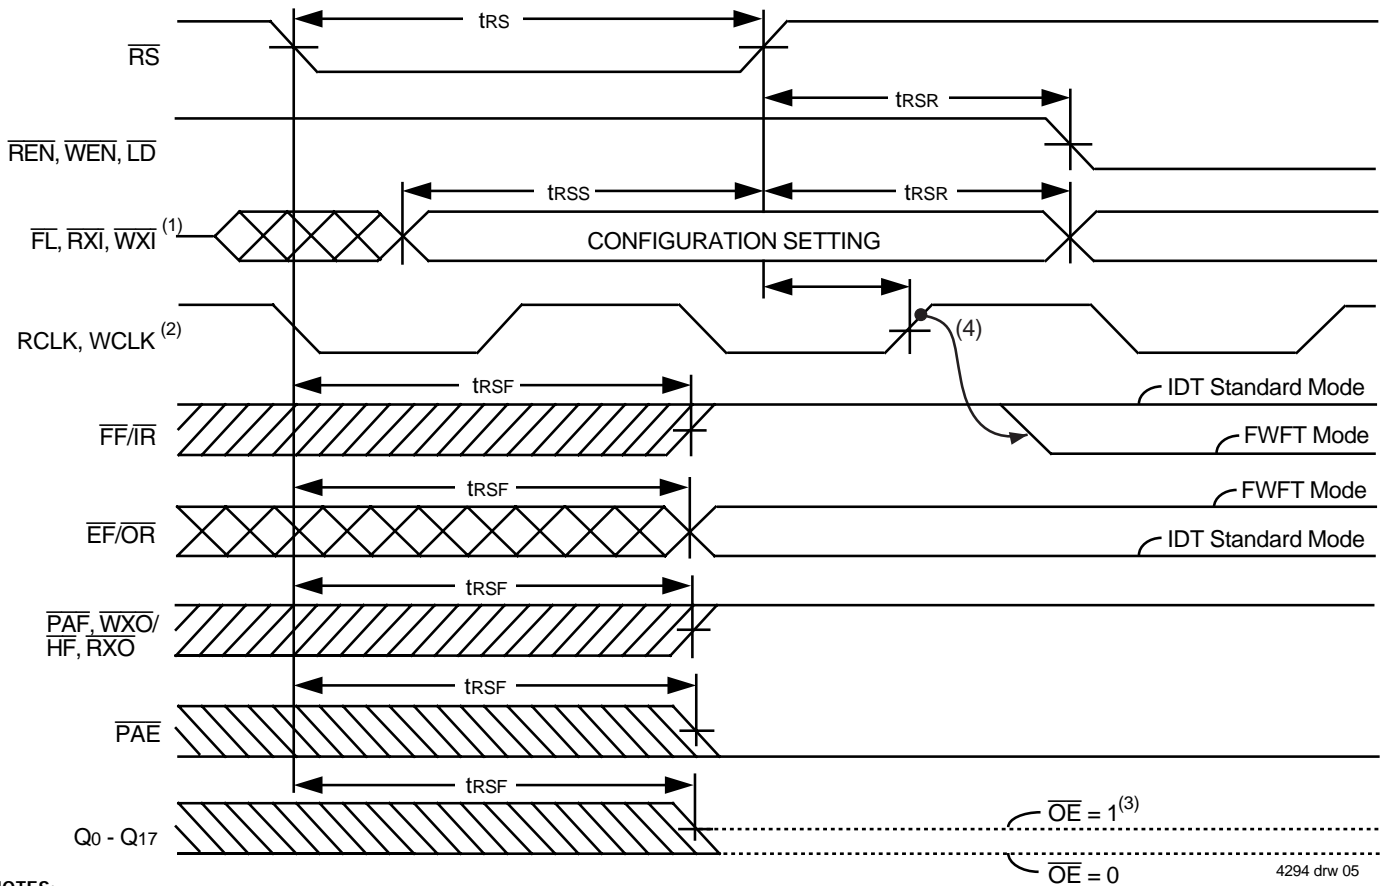 tRS
RS
tRSR
REN, WEN, LD
tRSS
tRSR
FL, RXI, WXI (1)
CONFIGURATION SETTING
RCLK, WCLK (2)
(4)
tRSF
IDT Standard Mode
FF/IR
FWFT Mode
tRSF
FWFT Mode
EF/OR
IDT Standard Mode
tRSF
PAF, WXO/
HF, RXO
tRSF
PAE
tRSF
OE = 1(3)
Q0 - Q17
OE = 0
4294 drw 05
NOTES: